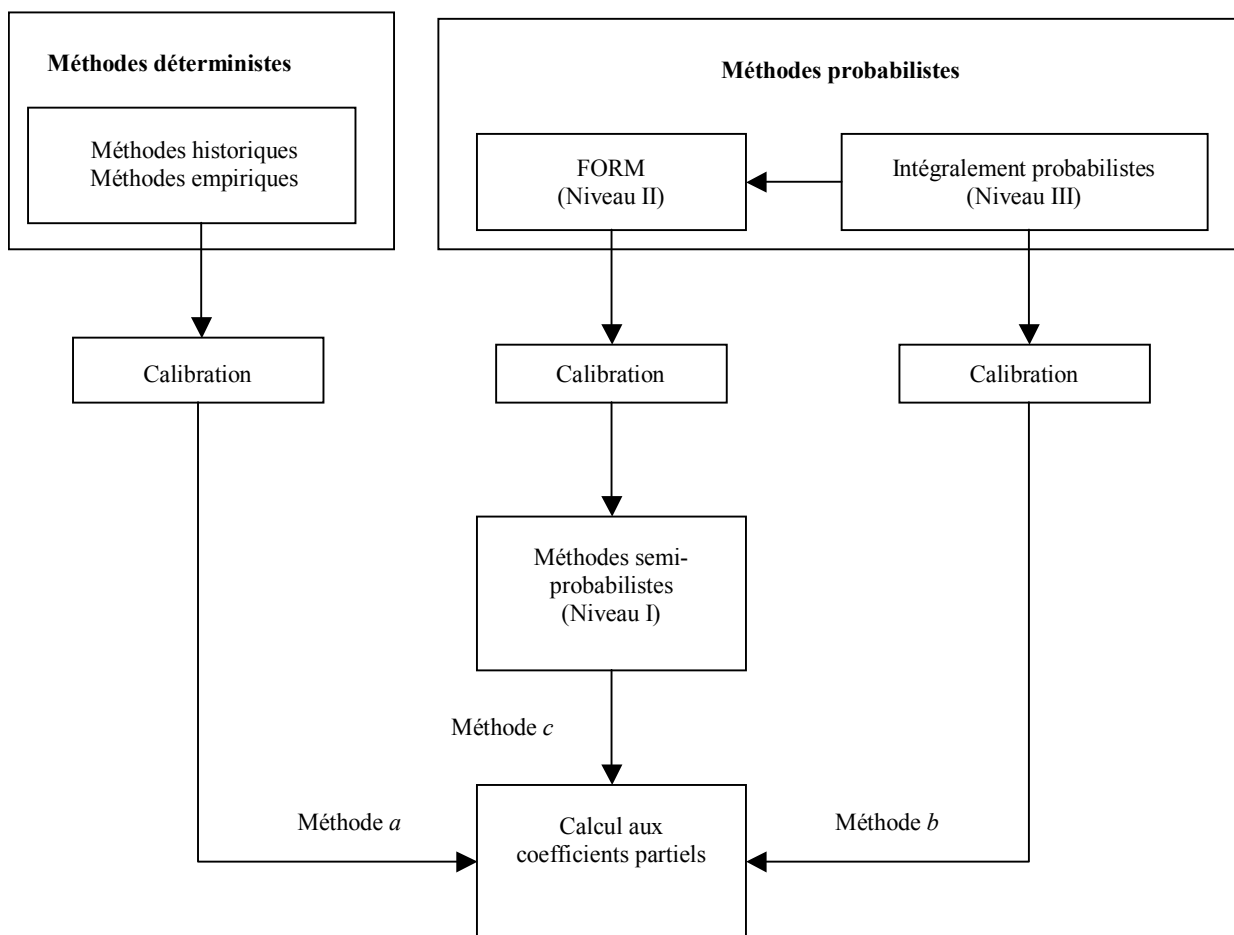 Méthodes déterministes
Méthodes historiques
Méthodes empiriques
Méthodes probabilistes
FORM
(Niveau II)
Intégralement probabilistes
(Niveau III)
Calibration
Calibration
Calibration
Méthodes semi-
probabilistes
(Niveau I)
Méthode c
Méthode a
Calcul aux
coefficients partiels
Méthode b